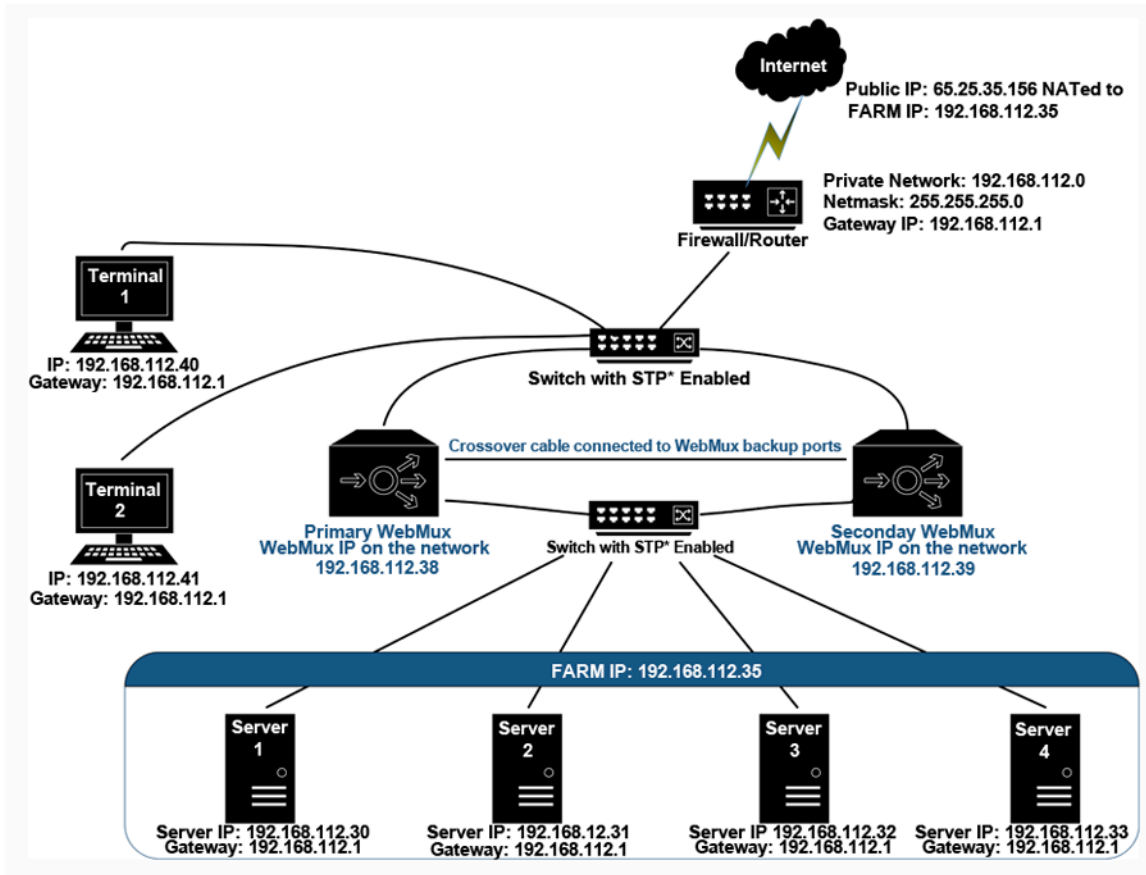 Internet
Public IP: 65.25.35.156 NATed to
FARM IP: 192.168.112.35
Private Network: 192.168.112.0
Netmask: 255.255.255.0
Gateway IP: 192.168.112.1
Firewall/Router
Terminal
1
IP: 192.168.112.40
Gateway: 192.168.112.1
Switch with STP* Enabled
Crossover cable connected to WebMux backup ports
Terminal
2
IP: 192.168.112.41
Gateway: 192.168.112.1
Primary WebMux
WebMux IP on the network
192.168.112.38
Switch with STP* Enabled
Seconday WebMux
WebMux IP on the network
192.168.112.39
FARM IP: 192.168.112.35
Server
1
Server IP: 192.168.112.30
Gateway: 192.168.112.1
Server
2
Server IP: 192.168.12.31
Gateway: 192.168.112.1
Server
3
Server IP 192.168.112.32
Gateway: 192.168.112.1
Server
4
Server IP: 192.168.112.33
Gateway: 192.168.112.1